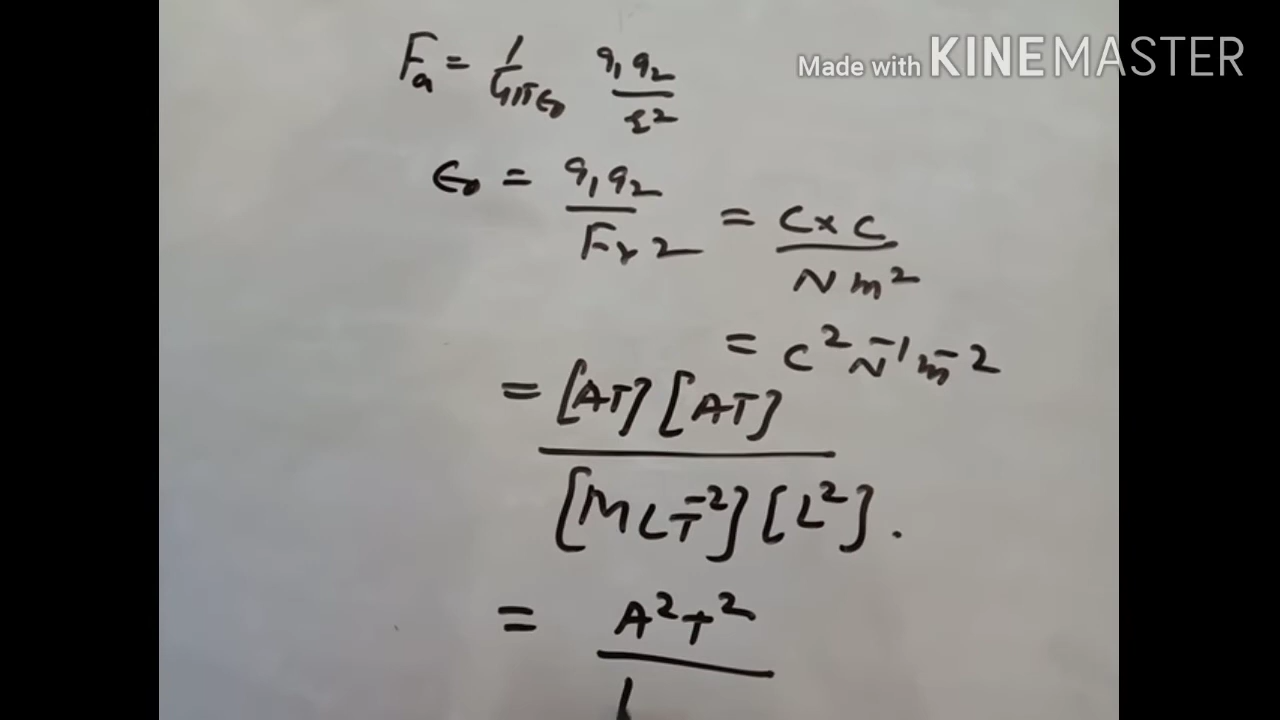 Made with KINEMASTER
Fa = 1/4πε0 q1q2/r2
ε0 = q1q2/Fr2 = C×C/Nm2
= C2N-1m-2
= [AT][AT]/[MLT-2][L2].
= A2T2/